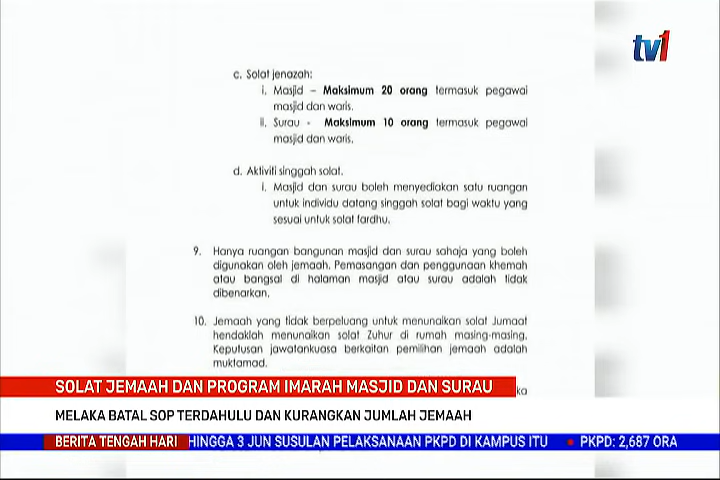 tv1
c. Solat jenazah:
i. Masjid – Maksimum 20 orang termasuk pegawai
masjid dan waris.
ii. Surau - Maksimum 10 orang termasuk pegawai
masjid dan waris.
d. Aktiviti singgah solat.
i. Masjid dan surau boleh menyediakan satu ruangan
untuk individu datang singgah solat bagi waktu yang
sesuai untuk solat fardhu.
9. Hanya ruangan bangunan masjid dan surau sahaja yang boleh
digunakan oleh jemaah. Pemasangan dan penggunaan khemah
atau bangsal di halaman masjid atau surau adalah tidak
dibenarkan.
10. Jemaah yang tidak berpeluang untuk menunaikan solat Jumaat
hendaklah menunaikan solat Zuhur di rumah masing-masing.
Keputusan jawatankuasa berkaitan pemilihan jemaah adalah
muktamad.
SOLAT JEMAAH DAN PROGRAM IMARAH MASJID DAN SURAU
MELAKA BATAL SOP TERDAHULU DAN KURANGKAN JUMLAH JEMAAH
BERITA TENGAH HARI HINGGA 3 JUN SUSULAN PELAKSANAAN PKPD DI KAMPUS ITU • PKPD: 2,687 ORA